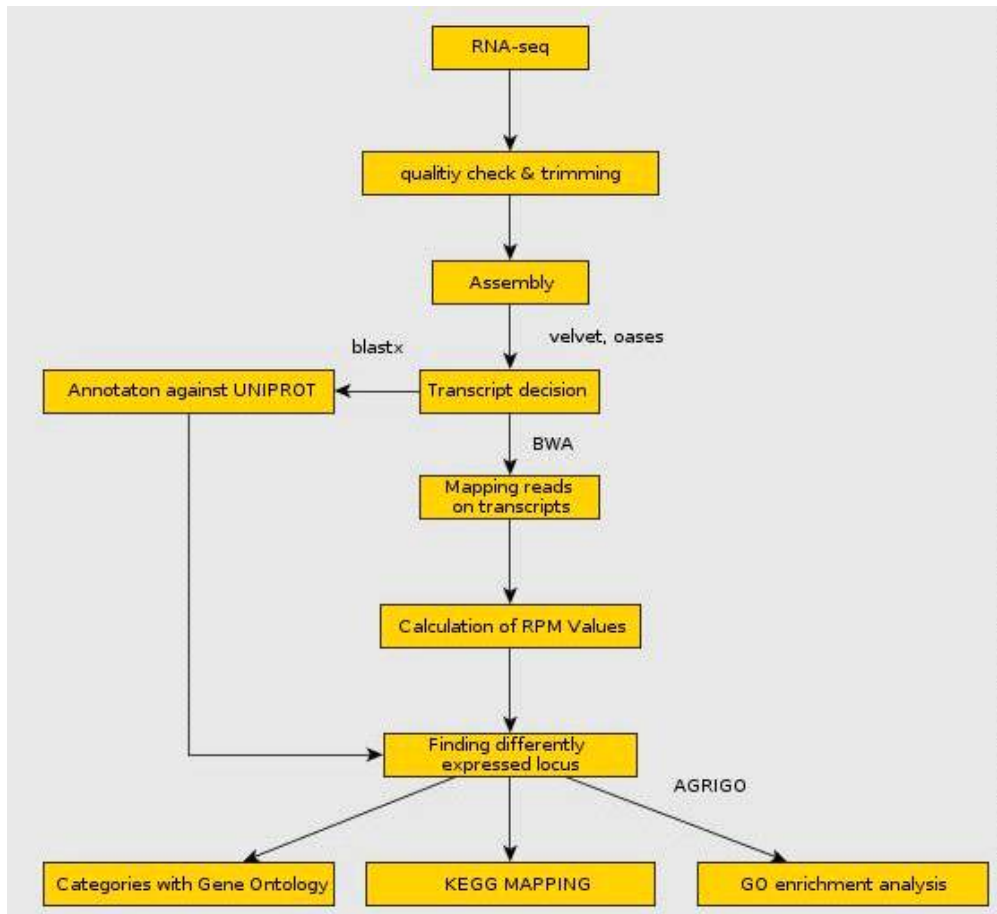 RNA-seq
qualitiy check & trimming
Assembly
velvet, oases
blastx
Annotaton against UNIPROT
Transcript decision
BWA
Mapping reads
on transcripts
Calculation of RPM Values
Finding differently
expressed locus
AGRIGO
Categories with Gene Ontology
KEGG MAPPING
GO enrichment analysis